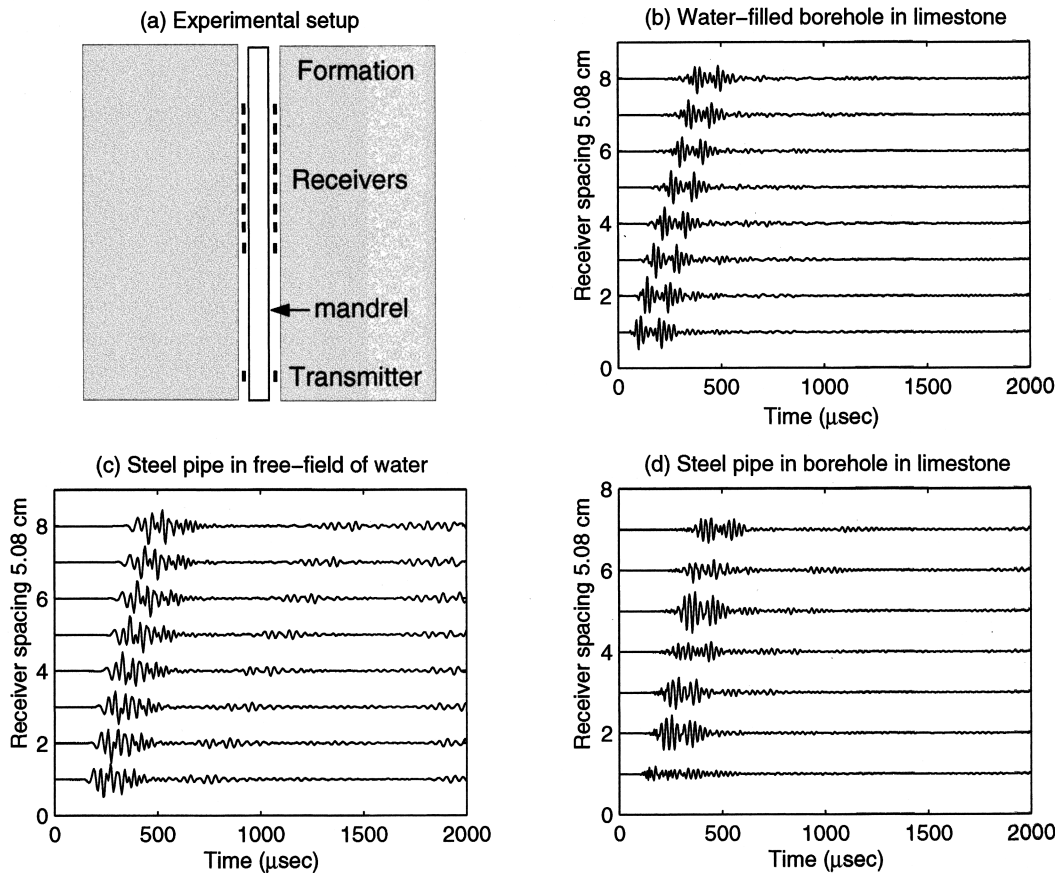 (a) Experimental setup
Formation
Receivers
mandrel
Transmitter
(b) Water-filled borehole in limestone
Receiver spacing 5.08 cm
8
6
4
2
0
0 500 1000 1500 2000
Time (μsec)
(c) Steel pipe in free-field of water
Receiver spacing 5.08 cm
8
6
4
2
0
0 500 1000 1500 2000
Time (μsec)
(d) Steel pipe in borehole in limestone
Receiver spacing 5.08 cm
8
6
4
2
0
0 500 1000 1500 2000
Time (μsec)